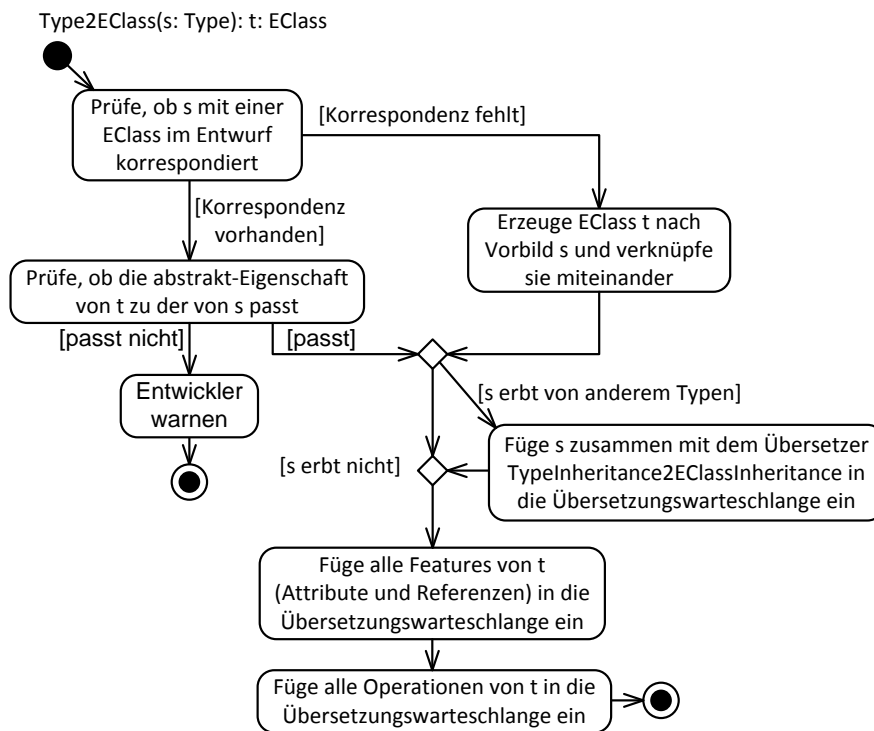 Type2EClass(s: Type): t: EClass
Prüfe, ob s mit einer
EClass im Entwurf
korrespondiert
[Korrespondenz fehlt]
[Korrespondenz
vorhanden]
Erzeuge EClass t nach
Vorbild s und verknüpfe
sie miteinander
Prüfe, ob die abstrakt-Eigenschaft
von t zu der von s passt
[passt nicht]
[passt]
Entwickler
warnen
[s erbt von anderem Typen]
[s erbt nicht]
Füge s zusammen mit dem Übersetzer
TypeInheritance2EClassInheritance in
die Übersetzungswarteschlange ein
Füge alle Features von t
(Attribute und Referenzen) in die
Übersetzungswarteschlange ein
Füge alle Operationen von t in die
Übersetzungswarteschlange ein